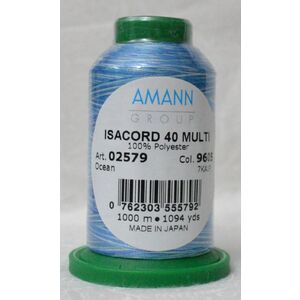 AMANN
GROUP
ISACORD 40 MULTI
100% Polyester
Art. 02579 Col. 9605
Ocean
0 762303 555792
1000 m • 1094 yds
MADE IN JAPAN